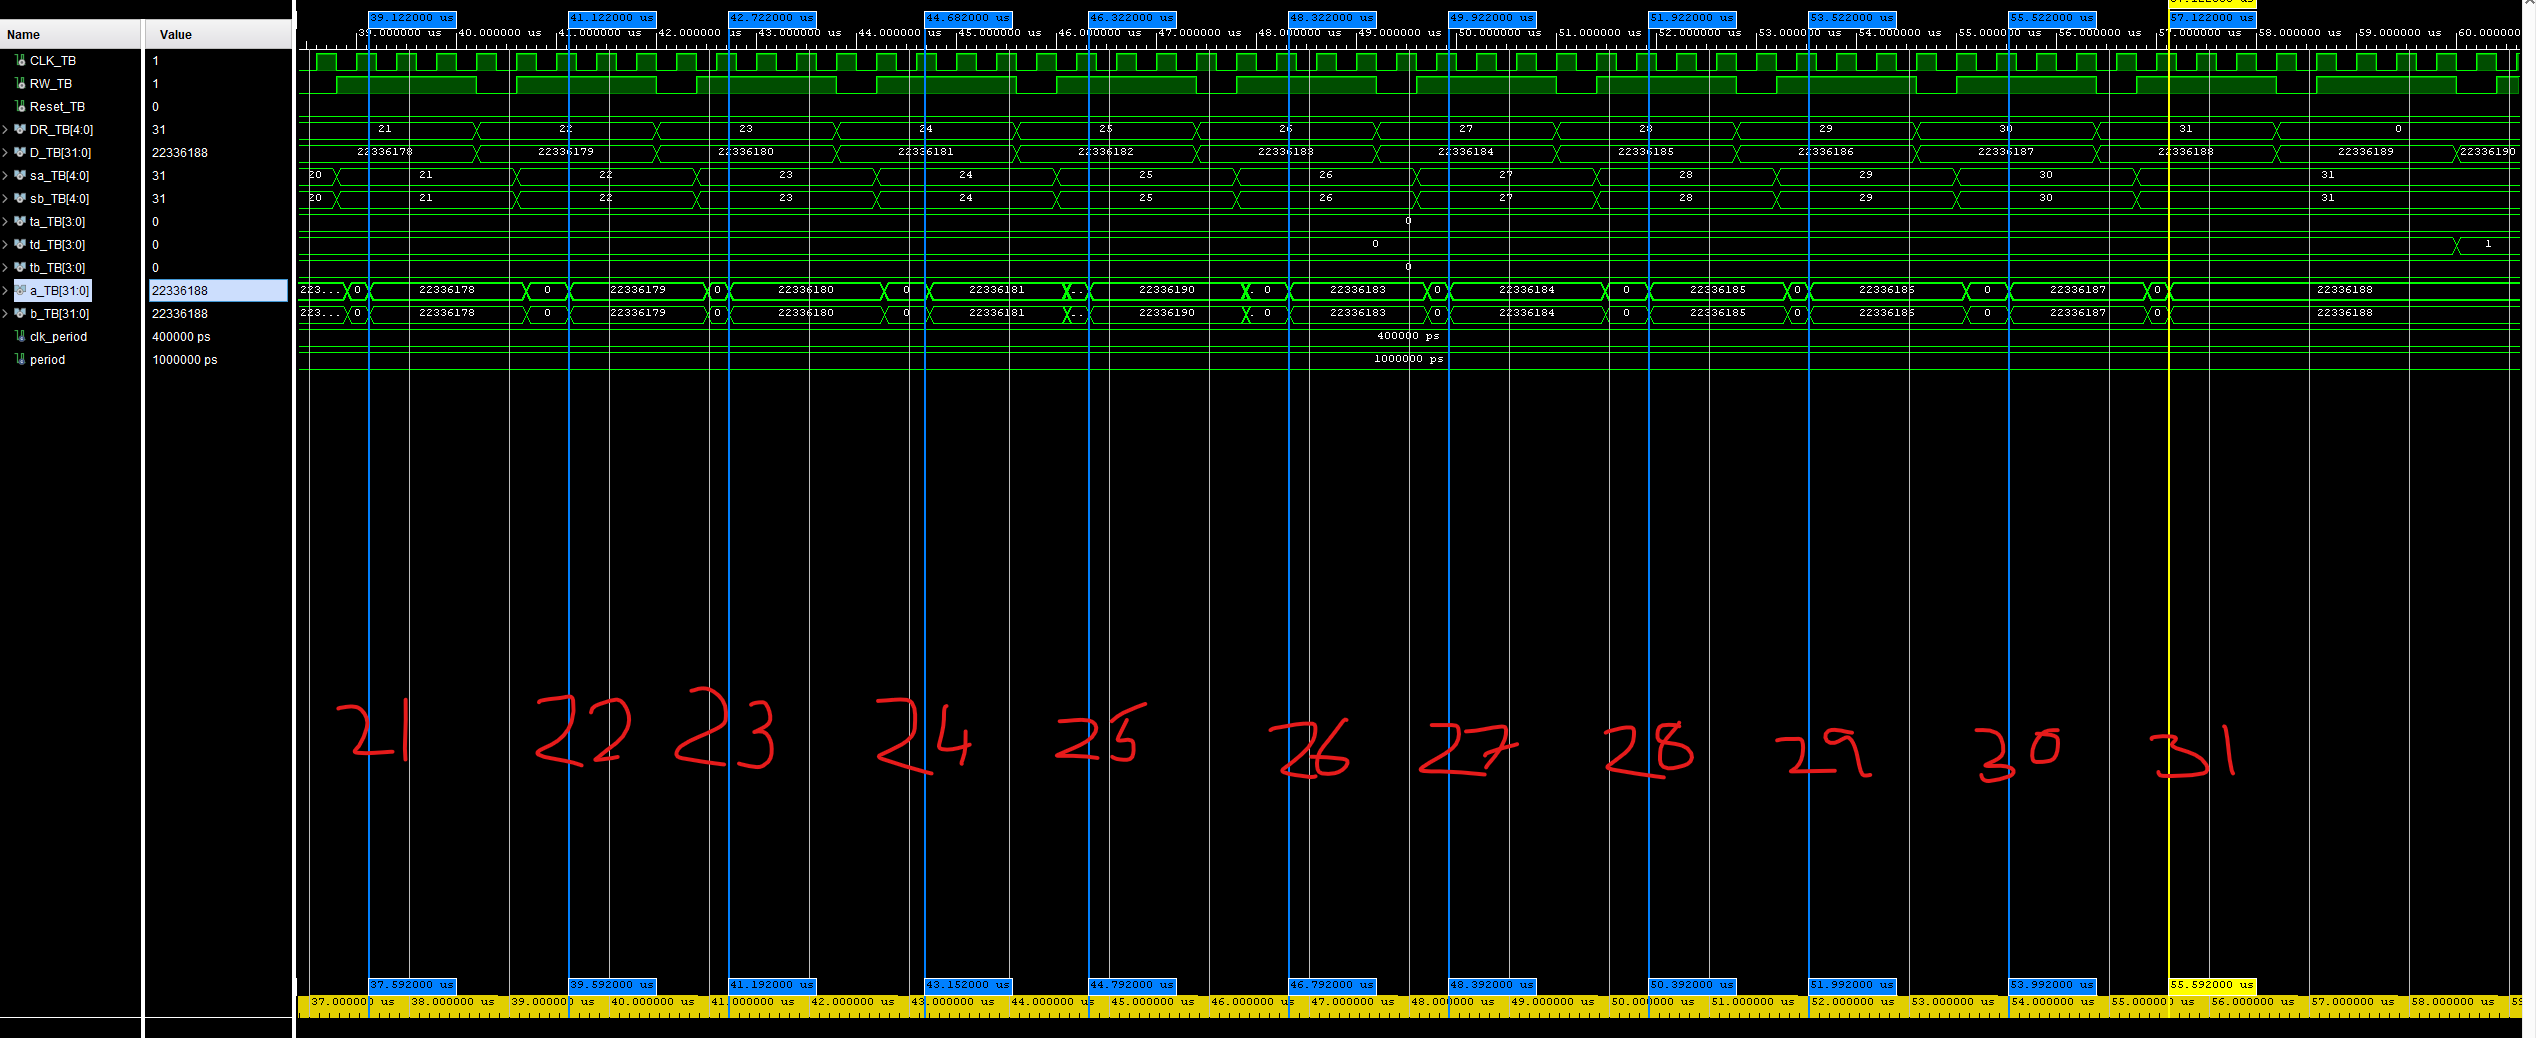 57.122000 us
39.122000 us 41.122000 us 42.722000 us 44.682000 us 46.322000 us 48.322000 us 49.922000 us 51.922000 us 53.522000 us 55.522000 us 57.122000 us
Name Value
39.000000 us 40.000000 us 41.000000 us 42.000000 us 43.000000 us 44.000000 us 45.000000 us 46.000000 us 47.000000 us 48.000000 us 49.000000 us 50.000000 us 51.000000 us 52.000000 us 53.000000 us 54.000000 us 55.000000 us 56.000000 us 57.000000 us 58.000000 us 59.000000 us 60.000000
CLK_TB 1
RW_TB 1
Reset_TB 0
DR_TB[4:0] 31 21 22 23 24 25 26 27 28 29 30 31 0
D_TB[31:0] 22336188 22336178 22336179 22336180 22336181 22336182 22336183 22336184 22336185 22336186 22336187 22336188 22336189 22336190
sa_TB[4:0] 31 20 21 22 23 24 25 26 27 28 29 30 31
sb_TB[4:0] 31 20 21 22 23 24 25 26 27 28 29 30 31
ta_TB[3:0] 0 0
td_TB[3:0] 0 0 1
tb_TB[3:0] 0 0
a_TB[31:0] 22336188 223... 0 22336178 0 22336179 0 22336180 0 22336181 .. 22336190 . 0 22336183 0 22336184 0 22336185 0 22336186 0 22336187 0 22336188
b_TB[31:0] 22336188 223... 0 22336178 0 22336179 0 22336180 0 22336181 .. 22336190 . 0 22336183 0 22336184 0 22336185 0 22336186 0 22336187 0 22336188
clk_period 400000 ps 400000 ps
period 1000000 ps 1000000 ps
21 22 23 24 25 26 27 28 29 30 31
37.592000 us 39.592000 us 41.192000 us 43.152000 us 44.792000 us 46.792000 us 48.392000 us 50.392000 us 51.992000 us 53.992000 us 55.592000 us
37.000000 us 38.000000 us 39.000000 us 40.000000 us 41.000000 us 42.000000 us 43.000000 us 44.000000 us 45.000000 us 46.000000 us 47.000000 us 48.000000 us 49.000000 us 50.000000 us 51.000000 us 52.000000 us 53.000000 us 54.000000 us 55.000000 us 56.000000 us 57.000000 us 58.000000 us